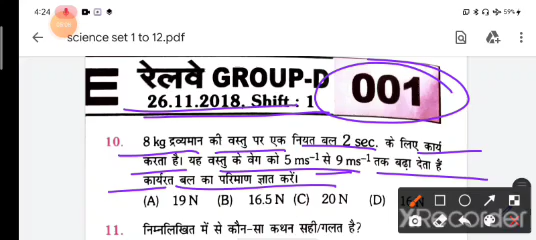 4:24
59%
science set 1 to 12.pdf
रेलवे GROUP-D
001
26.11.2018. Shift : 1
10. 8 kg द्रव्यमान की वस्तु पर एक नियत बल 2 sec. के लिए कार्य
करता है। यह वस्तु के वेग को 5 ms⁻¹ से 9 ms⁻¹ तक बढ़ा देता है
कार्यरत बल का परिमाण ज्ञात करें।
(A) 19 N (B) 16.5 N (C) 20 N (D)
11. निम्नलिखित में से कौन-सा कथन सही/गलत है?